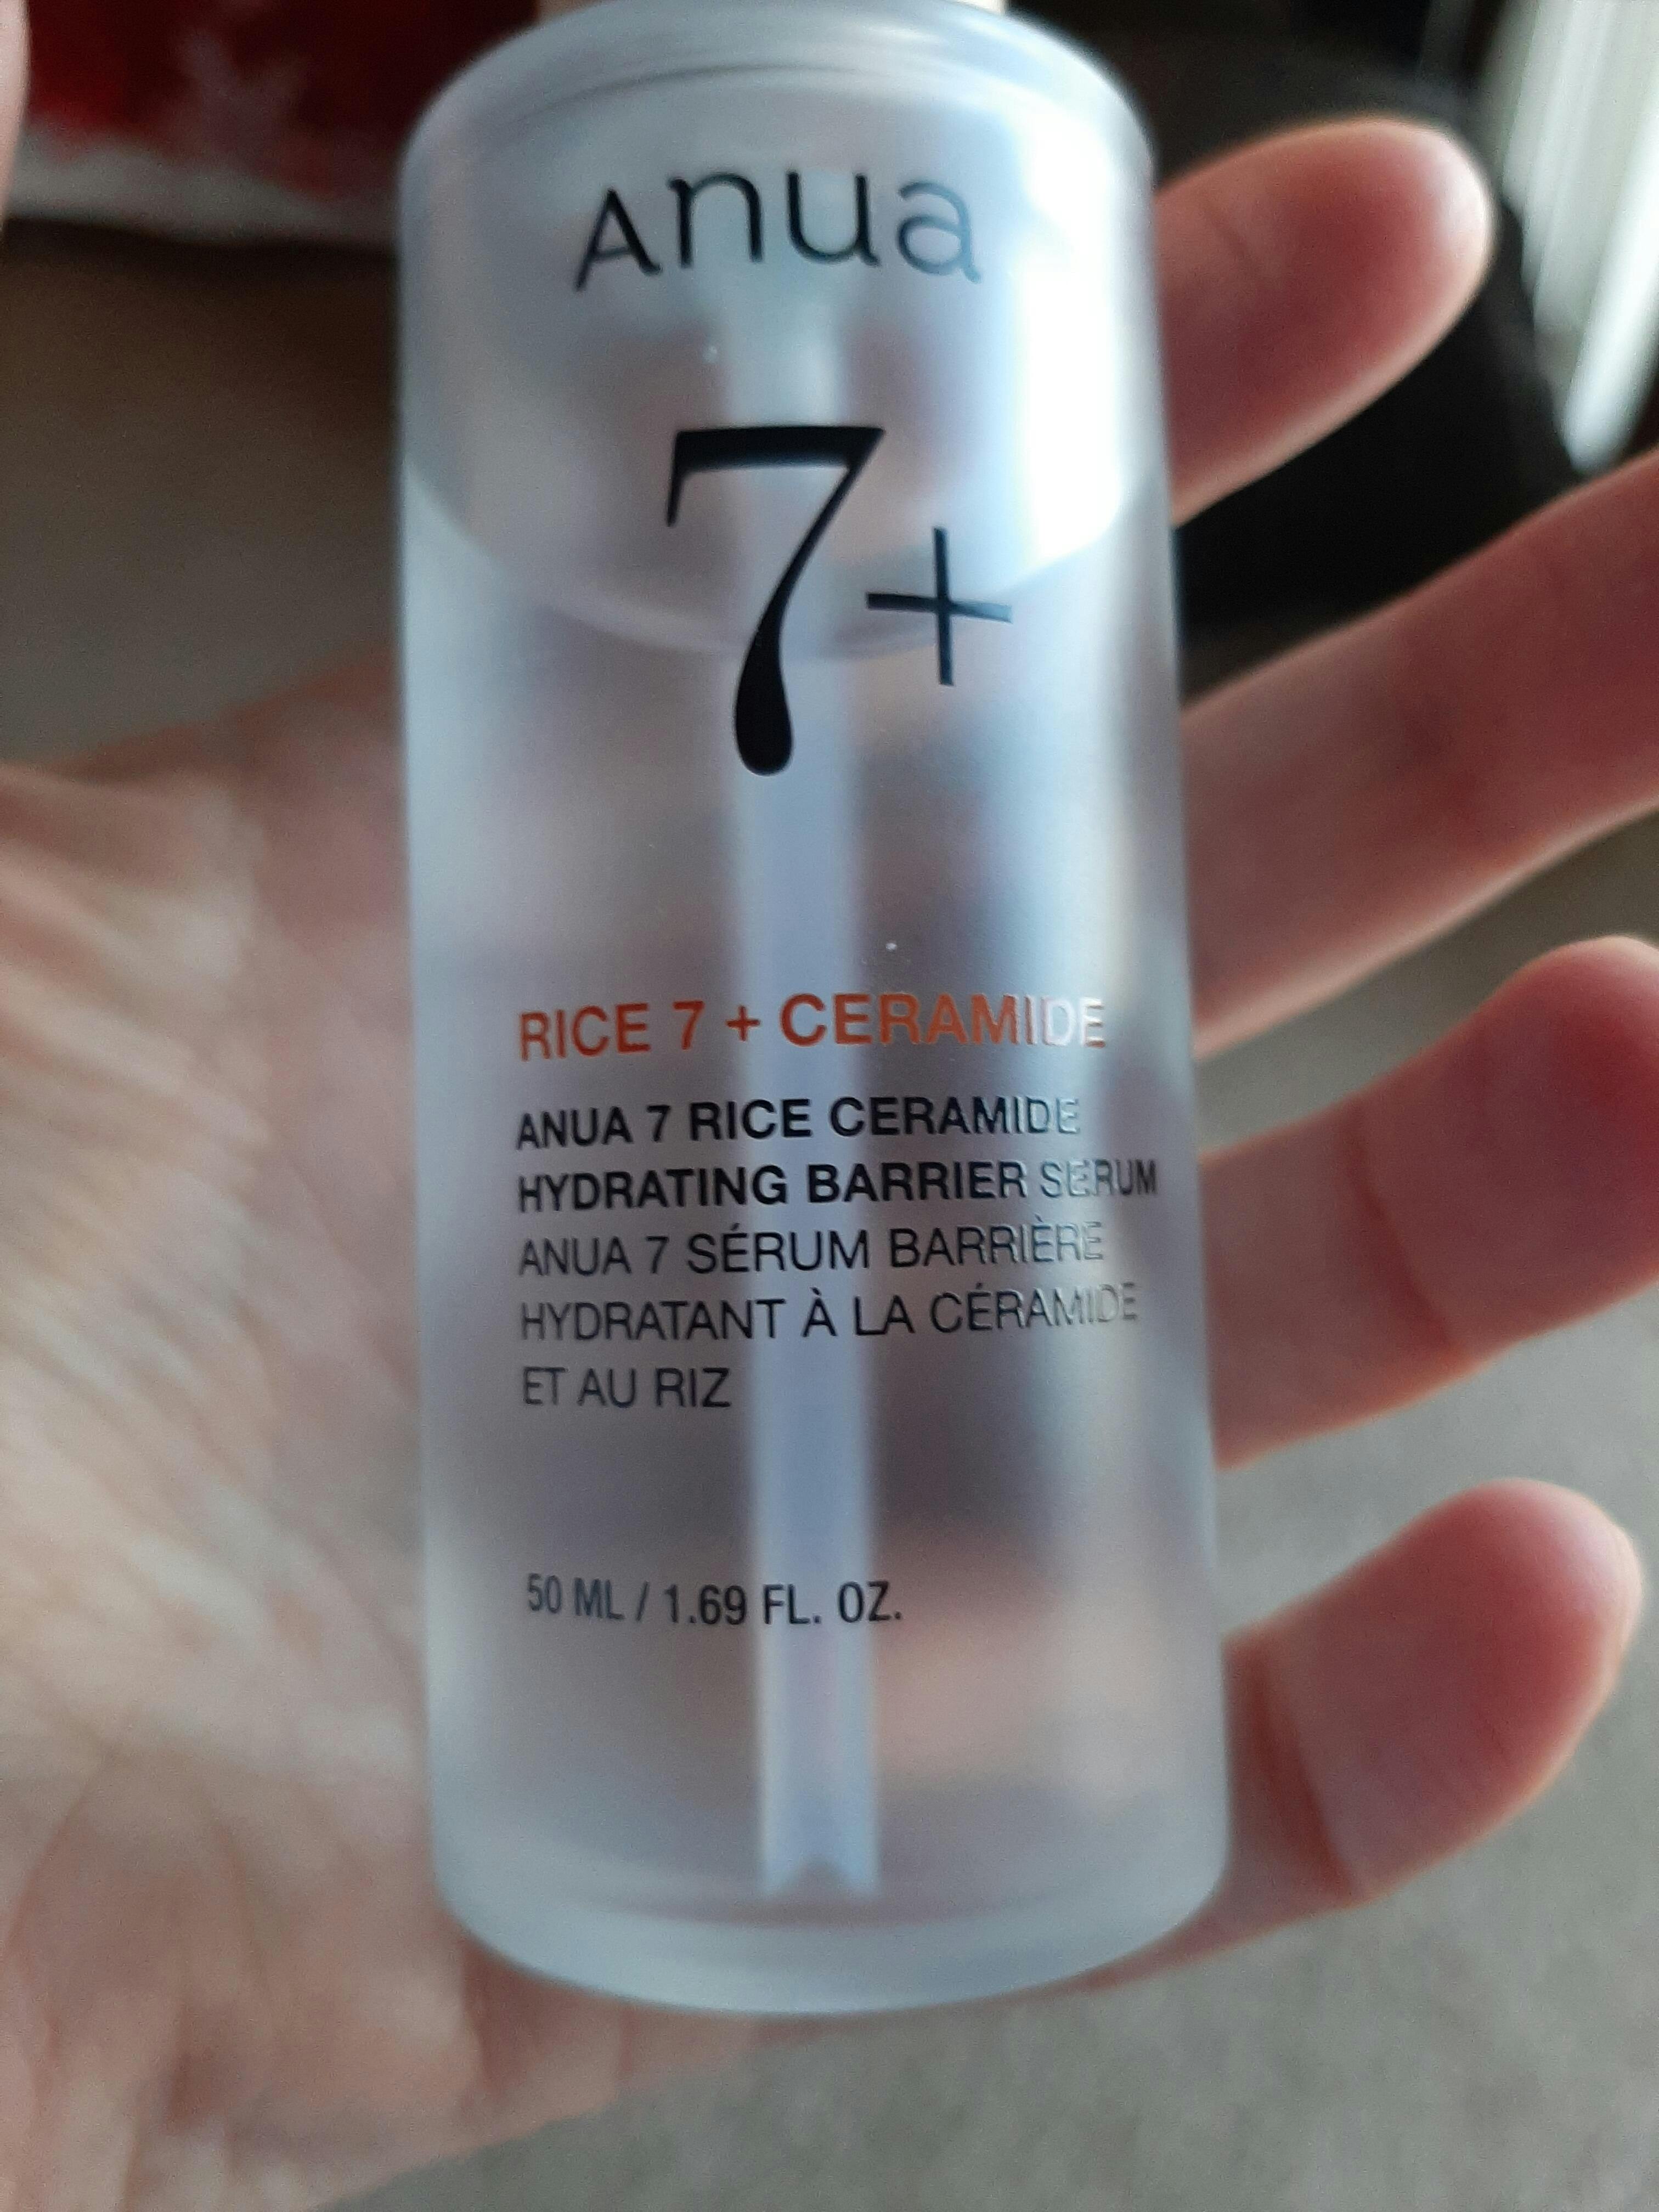 Anua
7+
RICE 7 + CERAMIDE
ANUA 7 RICE CERAMIDE
HYDRATING BARRIER SERUM
ANUA 7 SÉRUM BARRIÈRE
HYDRATANT À LA CÉRAMIDE
ET AU RIZ
50 ML / 1.69 FL. OZ.